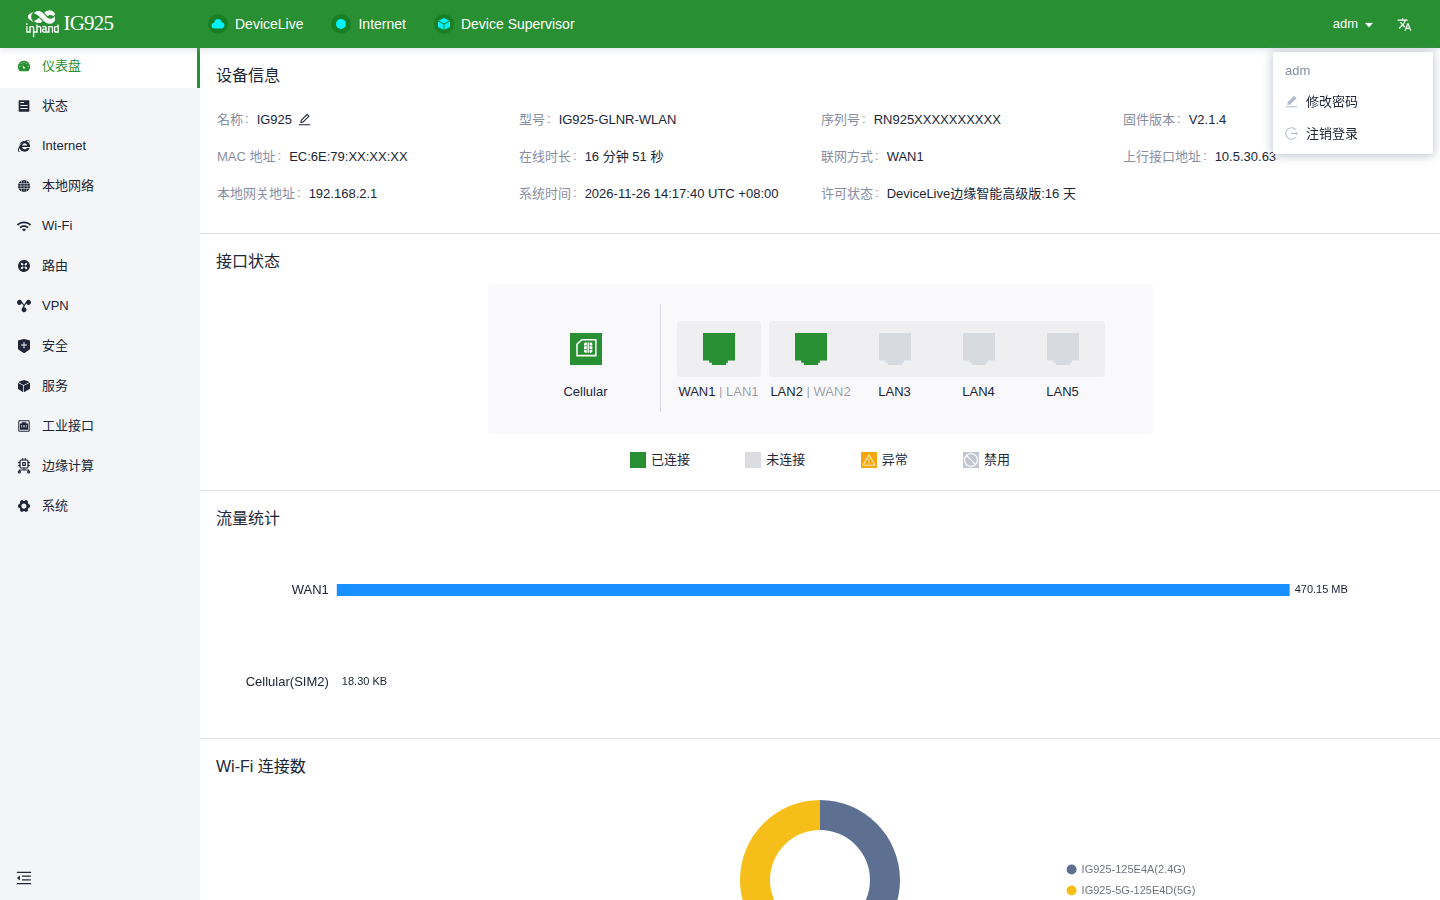 inhand IG925
DeviceLive Internet Device Supervisor adm
adm
修改密码
注销登录
仪表盘
状态
Internet
本地网络
Wi-Fi
路由
VPN
安全
服务
工业接口
边缘计算
系统
设备信息
名称: IG925 型号: IG925-GLNR-WLAN 序列号: RN925XXXXXXXXXX 固件版本: V2.1.4
MAC 地址: EC:6E:79:XX:XX:XX 在线时长: 16 分钟 51 秒 联网方式: WAN1 上行接口地址: 10.5.30.63
本地网关地址: 192.168.2.1 系统时间: 2026-11-26 14:17:40 UTC +08:00 许可状态: DeviceLive边缘智能高级版:16 天
接口状态
Cellular WAN1 | LAN1 LAN2 | WAN2 LAN3 LAN4 LAN5
已连接 未连接 异常 禁用
流量统计
WAN1 470.15 MB
Cellular(SIM2) 18.30 KB
Wi-Fi 连接数
IG925-125E4A(2.4G)
IG925-5G-125E4D(5G)